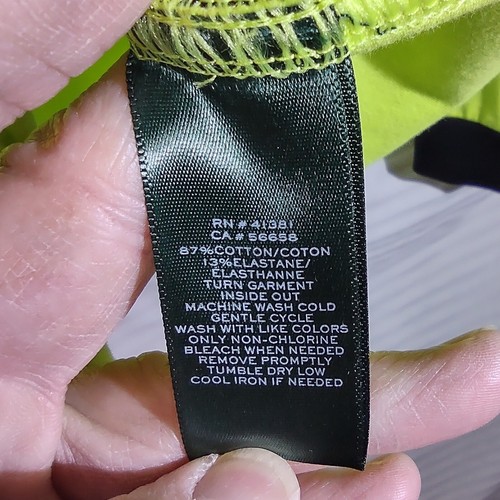 RN # 41381
CA # 56658
87%COTTON/COTON
13%ELASTANE/
ÉLASTHANNE
TURN GARMENT
INSIDE OUT
MACHINE WASH COLD
GENTLE CYCLE
WASH WITH LIKE COLORS
ONLY NON-CHLORINE
BLEACH WHEN NEEDED
REMOVE PROMPTLY
TUMBLE DRY LOW
COOL IRON IF NEEDED